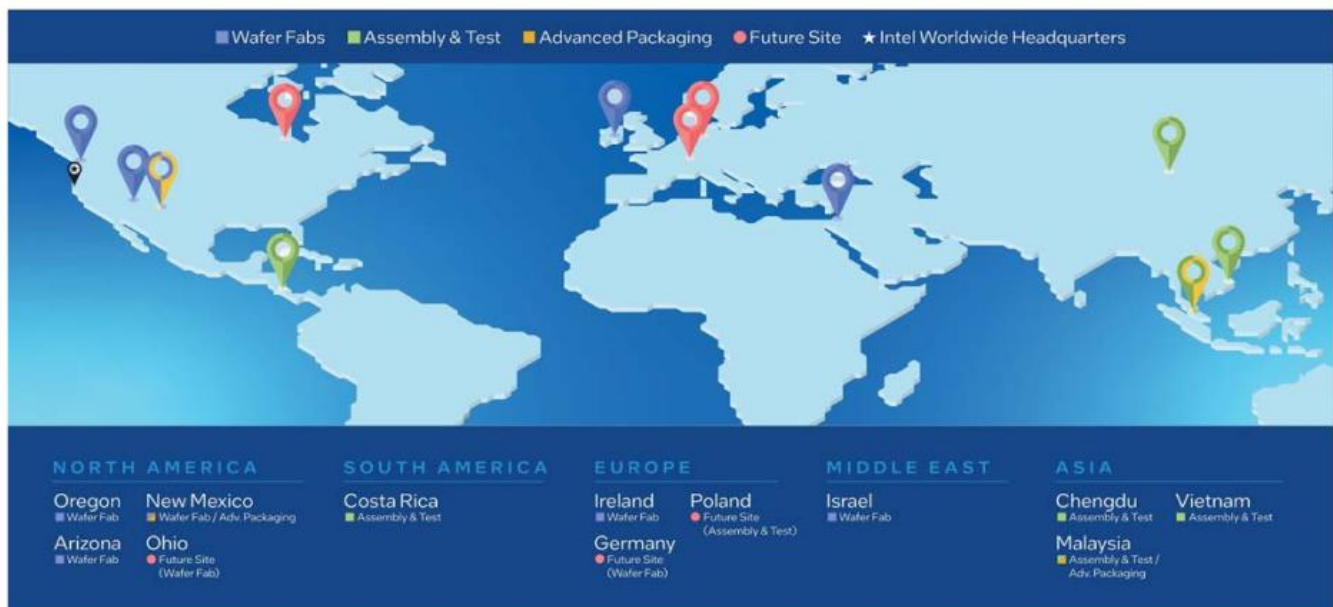 Wafer Fabs Assembly & Test Advanced Packaging Future Site ★ Intel Worldwide Headquarters
NORTH AMERICA
Oregon
Wafer Fab
New Mexico
Wafer Fab / Adv. Packaging
Arizona
Wafer Fab
Ohio
Future Site
(Wafer Fab)
SOUTH AMERICA
Costa Rica
Assembly & Test
EUROPE
Ireland
Wafer Fab
Poland
Future Site
(Assembly & Test)
Germany
Future Site
(Wafer Fab)
MIDDLE EAST
Israel
Wafer Fab
ASIA
Chengdu
Assembly & Test
Vietnam
Assembly & Test
Malaysia
Assembly & Test /
Adv. Packaging